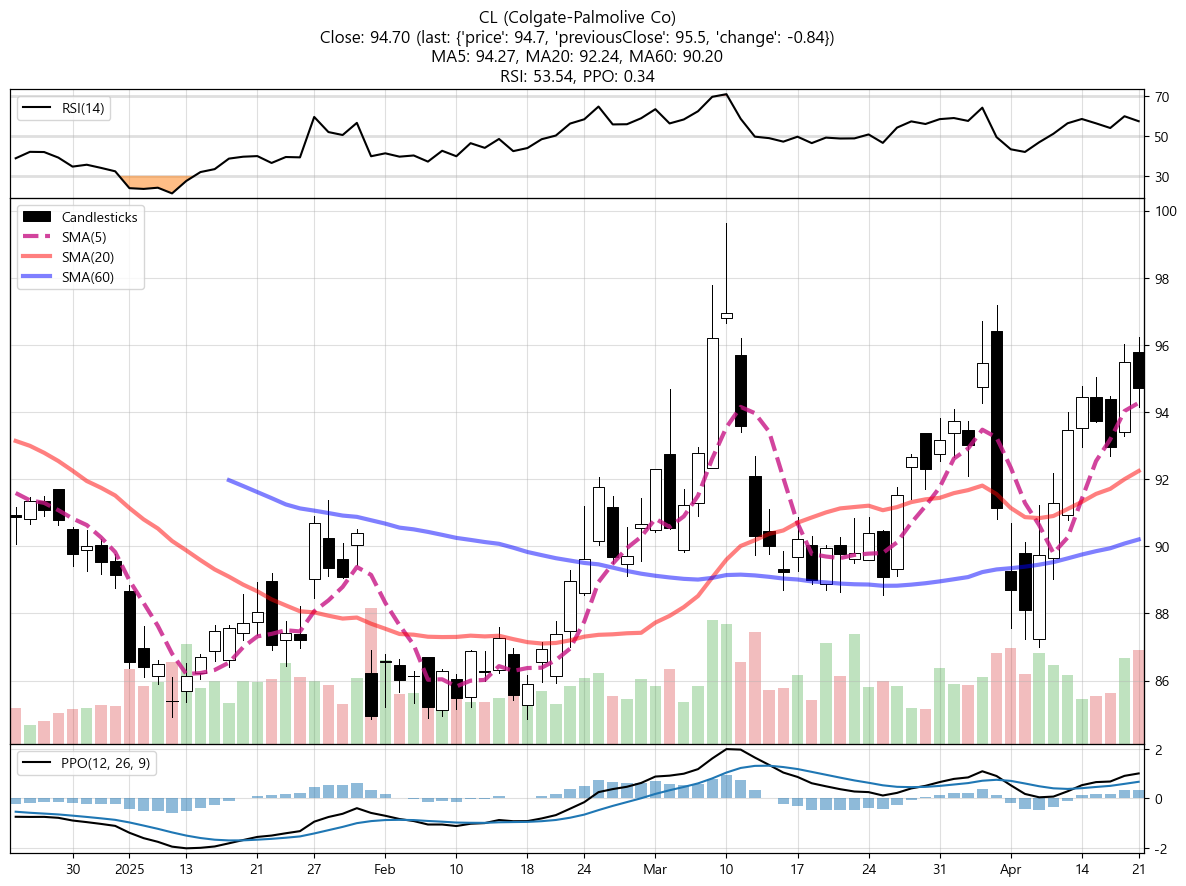 CL (Colgate-Palmolive Co)
Close: 94.70 (last: {'price': 94.7, 'previousClose': 95.5, 'change': -0.84})
MA5: 94.27, MA20: 92.24, MA60: 90.20
RSI: 53.54, PPO: 0.34
RSI(14)
70
50
30
Candlesticks
SMA(5)
SMA(20)
SMA(60)
100
98
96
94
92
90
88
86
PPO(12, 26, 9)
2
0
-2
30 2025 13 21 27 Feb 10 18 24 Mar 10 17 24 31 Apr 14 21